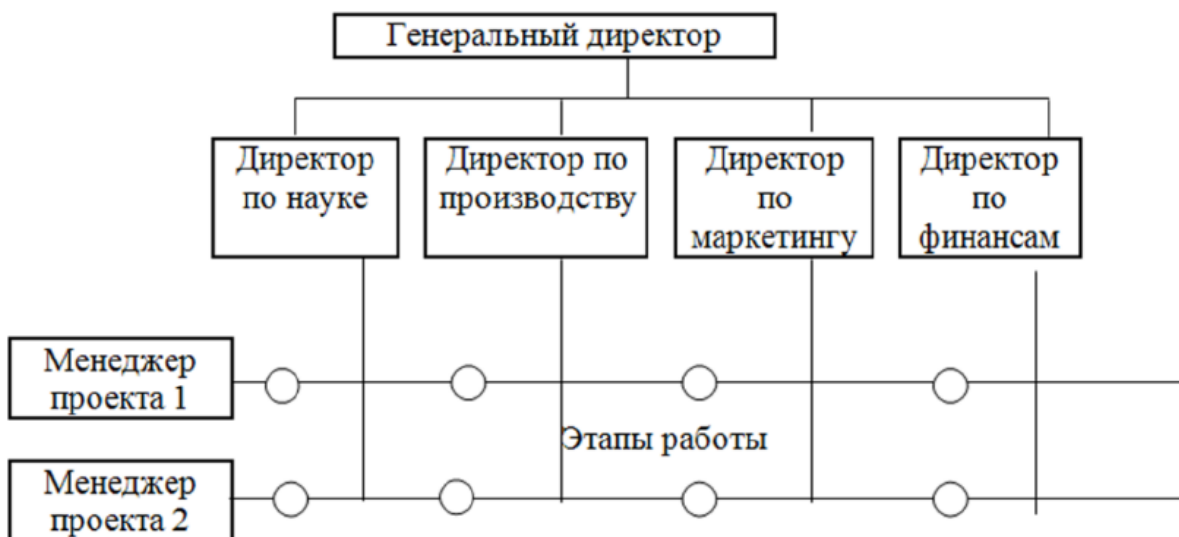 Генеральный директор
Директор
по науке
Директор по
производству
Директор
по
маркетингу
Директор
по
финансам
Менеджер
проекта 1
Этапы работы
Менеджер
проекта 2